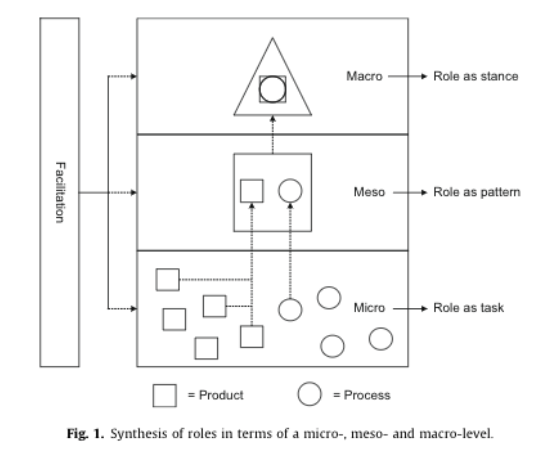 Facilitation
Macro
Role as stance
Meso
Role as pattern
Micro
Role as task
= Product
= Process
Fig. 1. Synthesis of roles in terms of a micro-, meso- and macro-level.